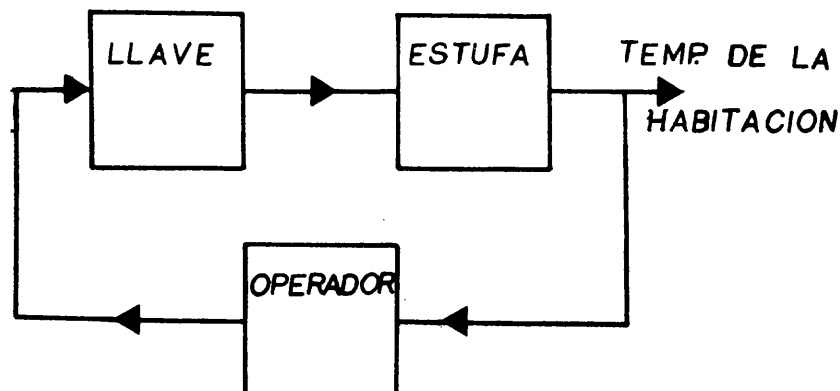 LLAVE
ESTUFA
TEMP. DE LA
HABITACION
OPERADOR